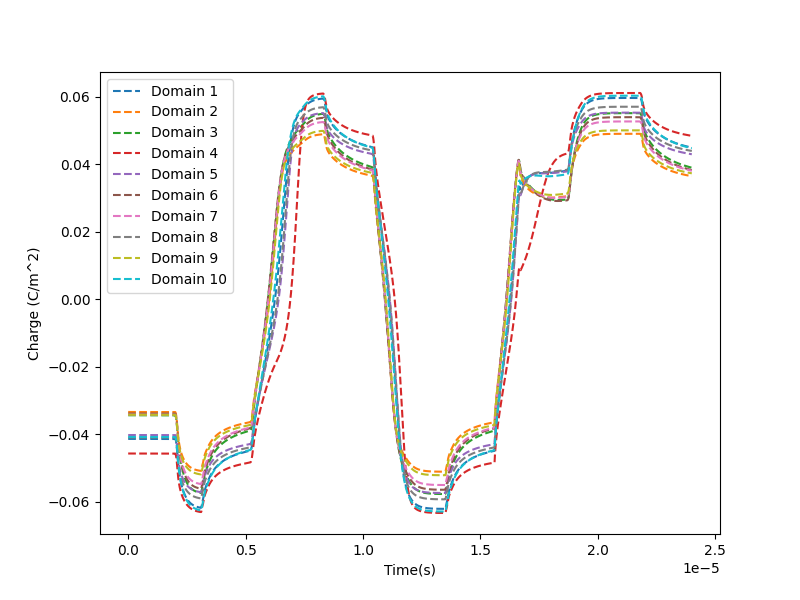 0.06
0.04
0.02
0.00
−0.02
−0.04
−0.06
Charge (C/m^2)
Domain 1
Domain 2
Domain 3
Domain 4
Domain 5
Domain 6
Domain 7
Domain 8
Domain 9
Domain 10
0.0 0.5 1.0 1.5 2.0 2.5
1e−5
Time(s)